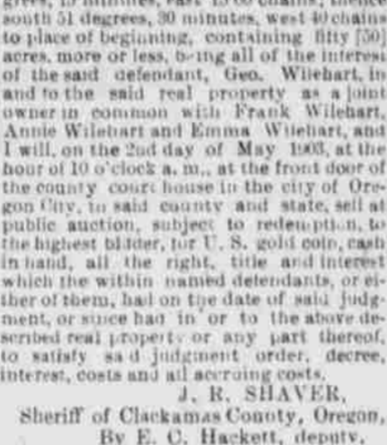 grees, 15 minutes, east 15 00 chains, thence
south 51 degrees, 30 minutes, west 40 chains
to place of beginning, containing fifty [50]
acres, more or less, being all of the interest
of the said defendant, Geo. Wilehart, in
and to the said real property as a joint
owner in common with Frank Wilehart,
Annie Wilehart and Emma Wilehart, and
I will, on the 2nd day of May 1903, at the
hour of 10 o'clock a. m., at the front door of
the county court house in the city of Ore-
gon City, in said county and state, sell at
public auction, subject to redemption, to
the highest bidder, for U. S. gold coin, cash
in hand, all the right, title and interest
which the within named defendants, or ei-
ther of them, had on the date of said judg-
ment, or since had in or to the above de-
scribed real property or any part thereof,
to satisfy said judgment order, decree,
interest, costs and all accruing costs.
J. R. SHAVER,
Sheriff of Clackamas County, Oregon,
By E. C. Hackett, deputy.